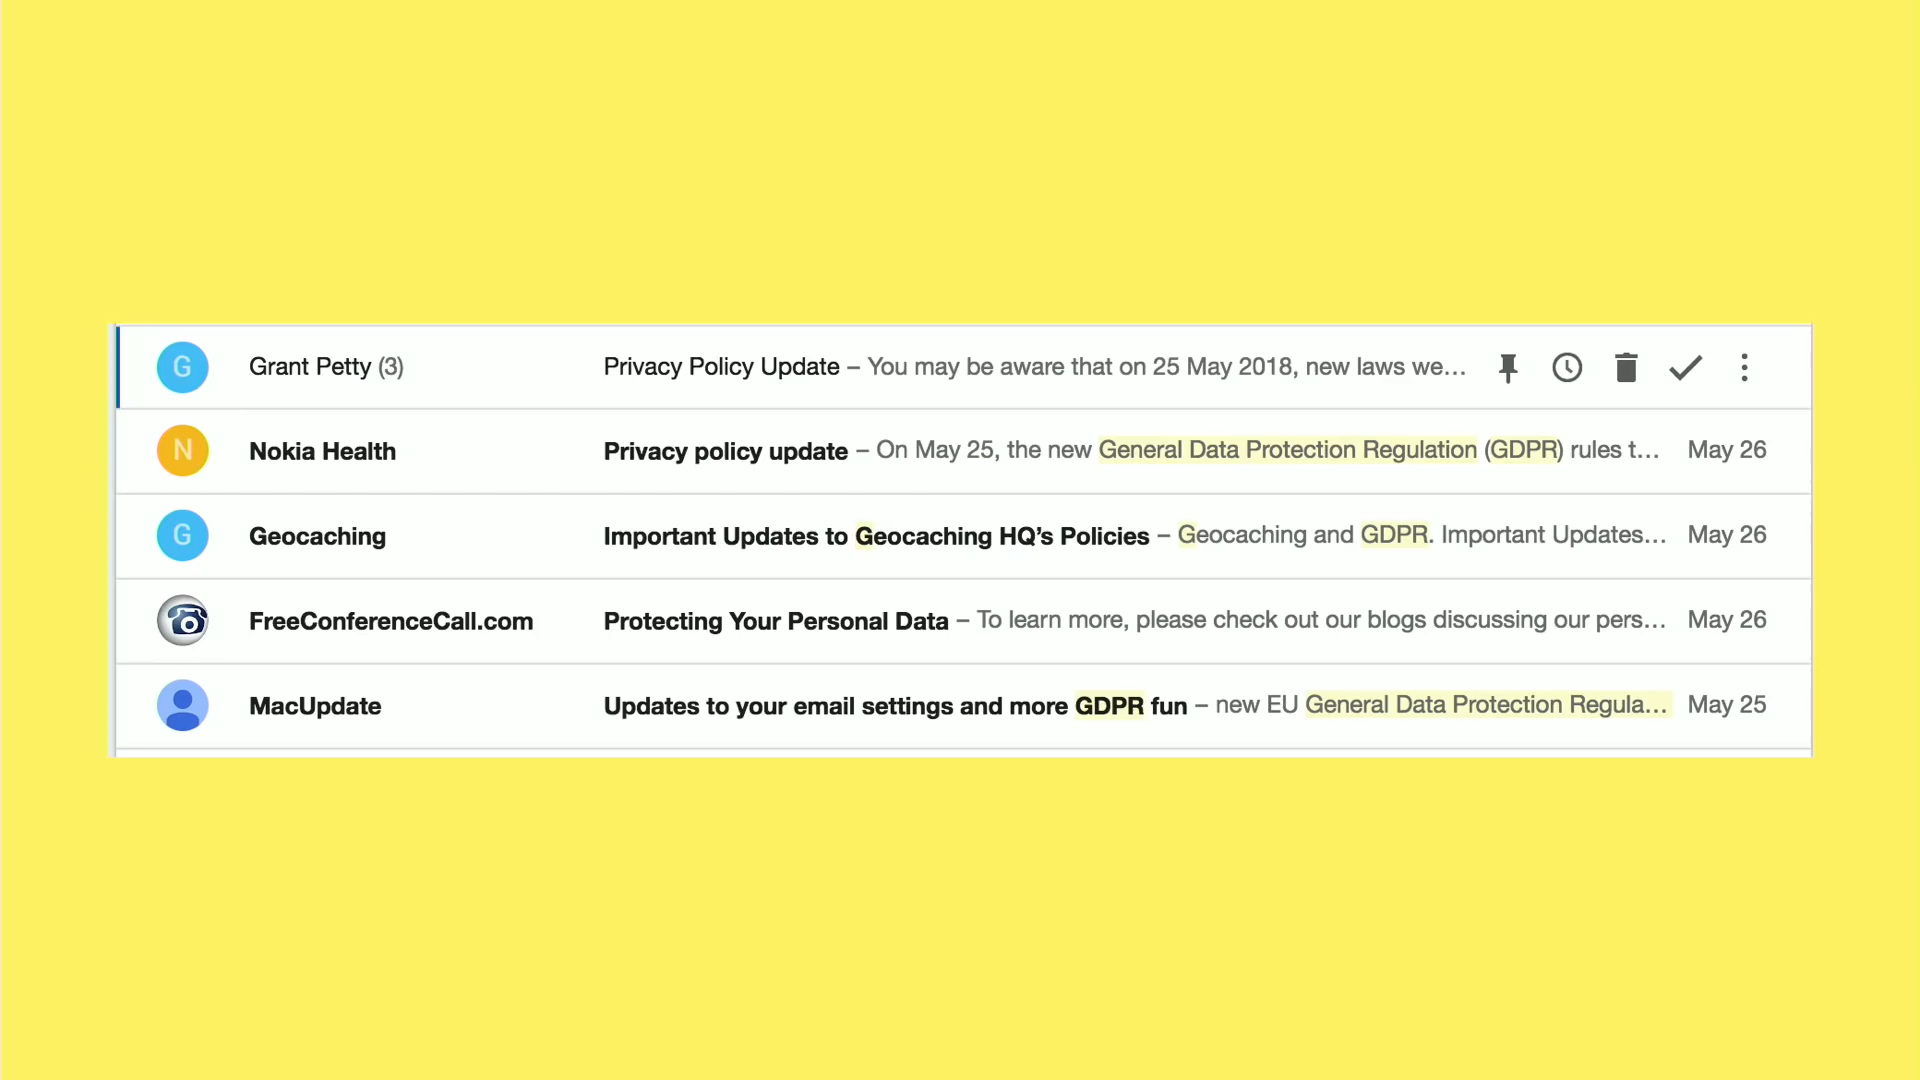 G Grant Petty (3) Privacy Policy Update – You may be aware that on 25 May 2018, new laws we...
N Nokia Health Privacy policy update – On May 25, the new General Data Protection Regulation (GDPR) rules t... May 26
G Geocaching Important Updates to Geocaching HQ’s Policies – Geocaching and GDPR. Important Updates... May 26
FreeConferenceCall.com Protecting Your Personal Data – To learn more, please check out our blogs discussing our pers... May 26
MacUpdate Updates to your email settings and more GDPR fun – new EU General Data Protection Regula... May 25